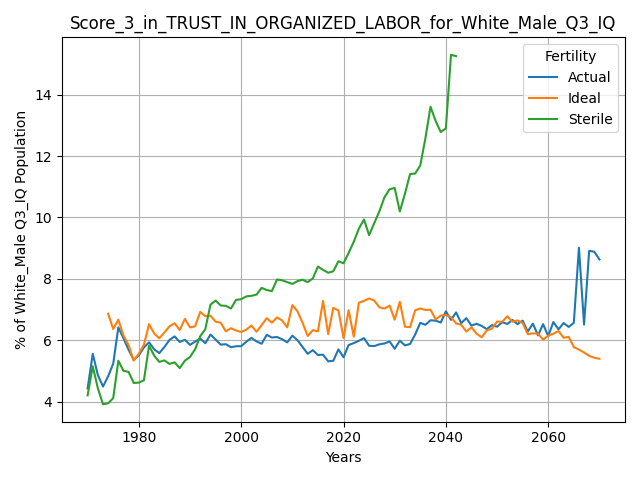 Score_3_in_TRUST_IN_ORGANIZED_LABOR_for_White_Male_Q3_IQ
Fertility
Actual
Ideal
Sterile
% of White_Male Q3_IQ Population
14
12
10
8
6
4
1980
2000
2020
2040
2060
Years